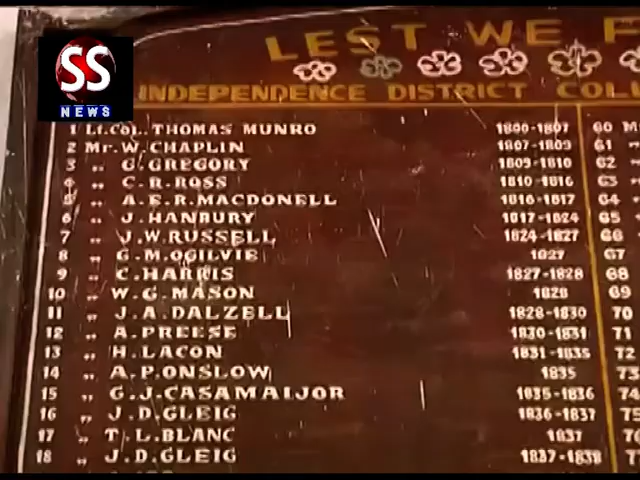 SS
NEWS
LEST WE F
INDEPENDENCE DISTRICT COL
1 Lt.Col. THOMAS MUNRO 1800-1807 60 M
2 Mr. W. CHAPLIN 1807-1809 61 "
3 " G. GREGORY 1809-1810 62 "
4 " C.R. ROSS 1810-1816 63 "
5 " A.E.R. MACDONELL 1816-1817 64 "
6 " J. HANBURY 1817-1824 65 "
7 " J.W. RUSSELL 1824-1827 66 "
8 " G.M. OGILVIE 1827 67
9 " C. HARRIS 1827-1828 68
10 " W.G. MASON 1828 69
11 " J.A. DALZELL 1828-1830 70
12 " A. PREESE 1830-1831 71
13 " H. LACON 1831-1835 72
14 " A.P. ONSLOW 1835 73
15 " G.J. CASAMAIJOR 1835-1836 74
16 " J.D. GLEIG 1836-1837 75
17 " T.L. BLANC 1837
18 " J.D. GLEIG 1837-1838